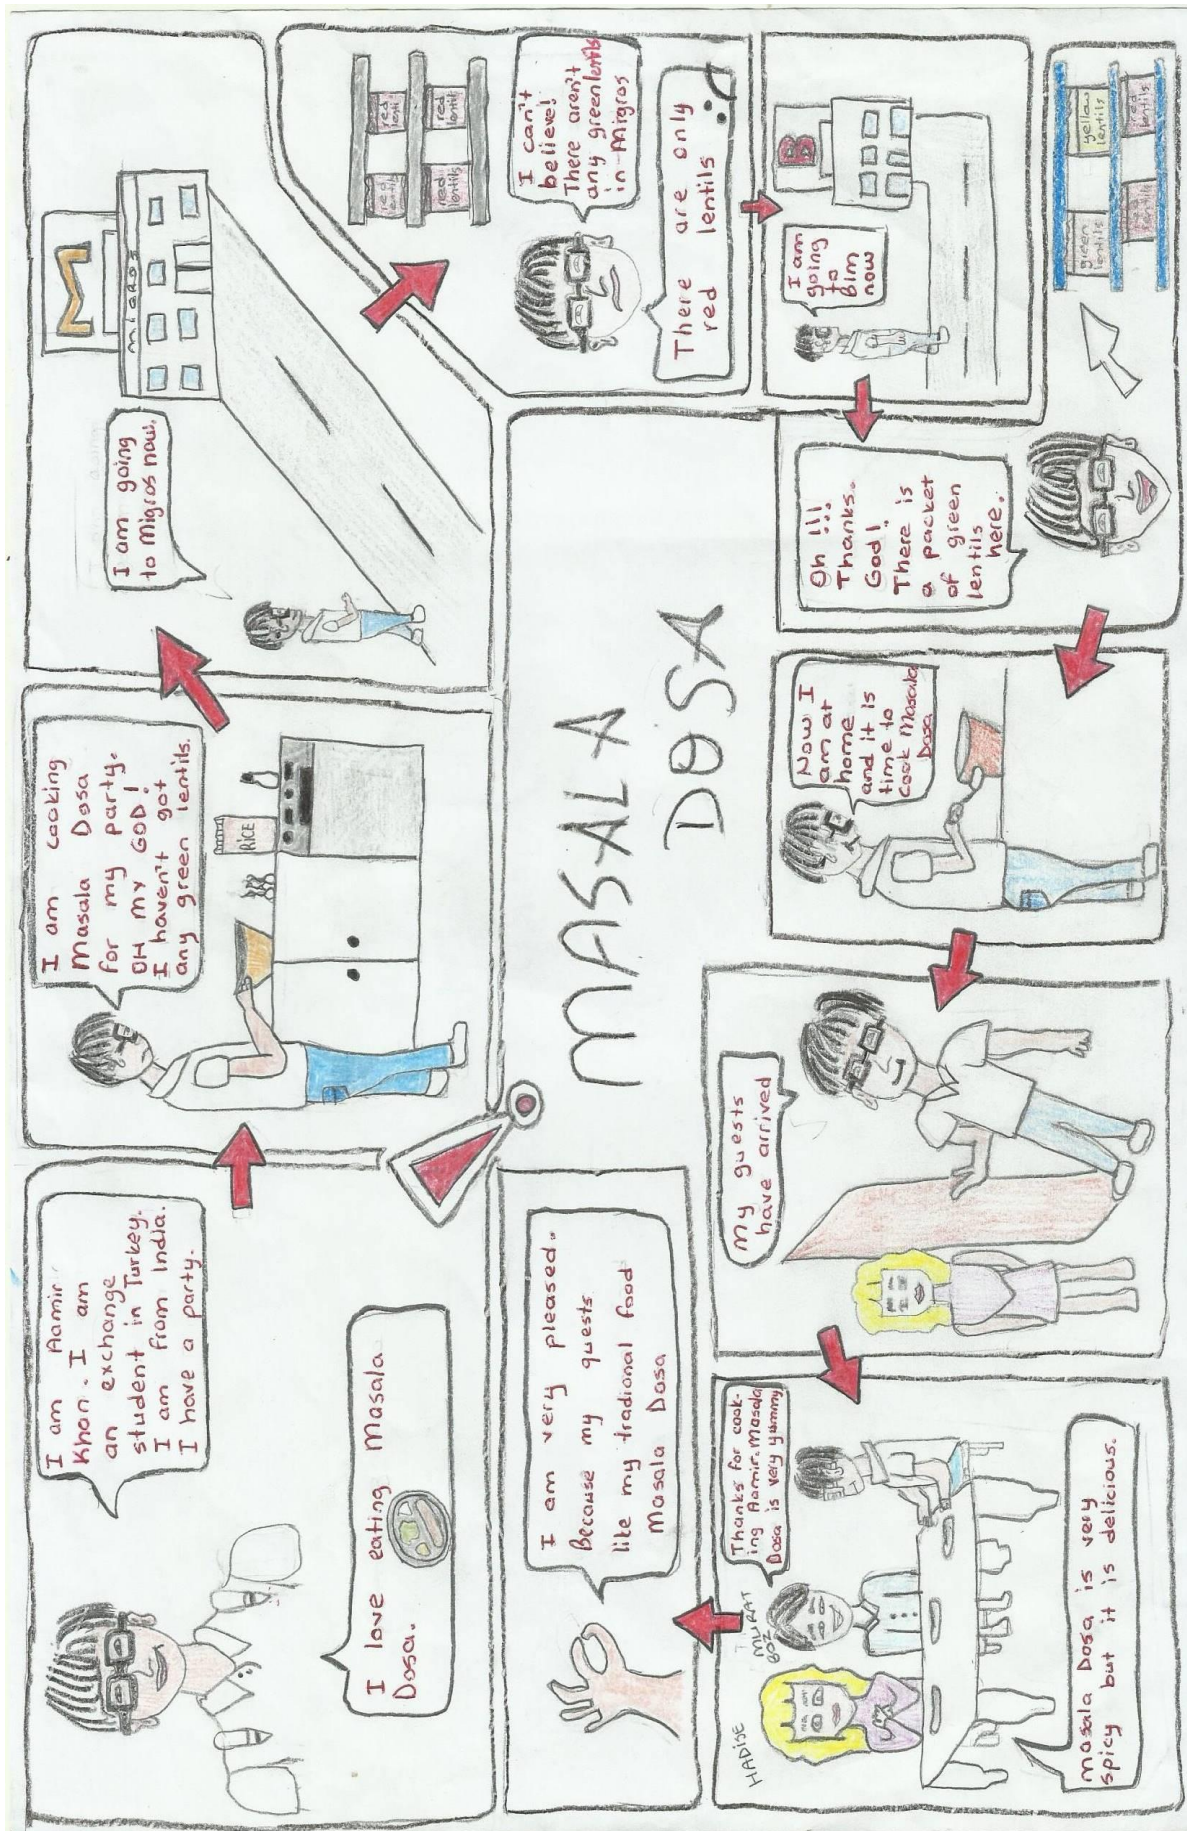 I am Aamir
Khan. I am
an exchange
student in Turkey.
I am from India.
I have a party.
I love eating Masala
Dosa.
I am cooking
Masala Dosa
for my party.
OH MY GOD!
I haven't got
any green lentils.
RiCE
I am going
to Migros now.
M
MiGROS
I can't
believe!
There aren't
any green lentils
in Migros
There are only
red lentils :(
red lentils
red lentils
red lentils
red lentils
I am
going
to
Bim
now
B
Oh !!!
Thanks.
God!
There is
a packet
of green
lentils
here.
green lentils
yellow lentils
red lentils
red lentils
Now I
am at
home
and it is
time to
cook Masala
Dosa
My guests
have arrived
Thanks for cook-
ing Aamir. Masala
Dosa is very yummy
HADiSE
MURAT
BOZ
Masala Dosa is very
spicy but it is delicious.
I am very pleased.
Because my guests
like my tradional food
Masala Dosa
MASALA
DOSA